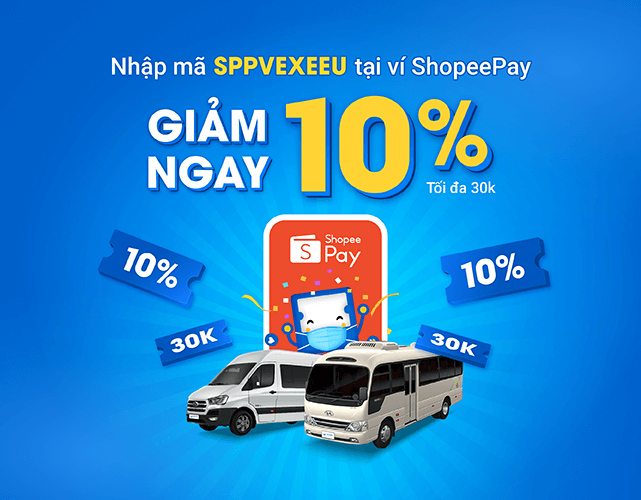 Nhập mã SPPVEXEEU tại ví ShopeePay
GIẢM NGAY 10%
Tối đa 30k
Shopee Pay
10%
10%
30K
30K